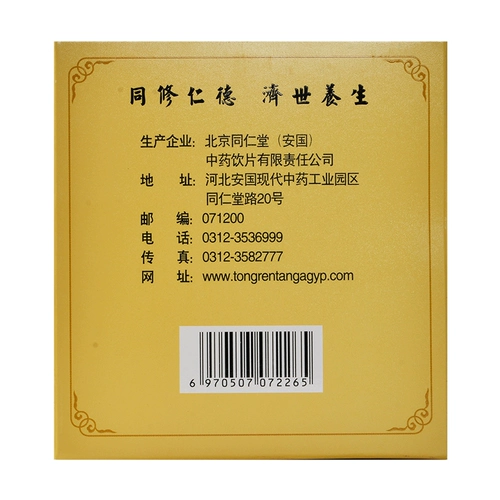 同修仁德 濟世養生
生产企业：北京同仁堂（安国）
中药饮片有限责任公司
地 址：河北安国现代中药工业园区
同仁堂路20号
邮 编：071200
电 话：0312-3536999
传 真：0312-3582777
网 址：www.tongrentangagyp.com
6 970507 072265